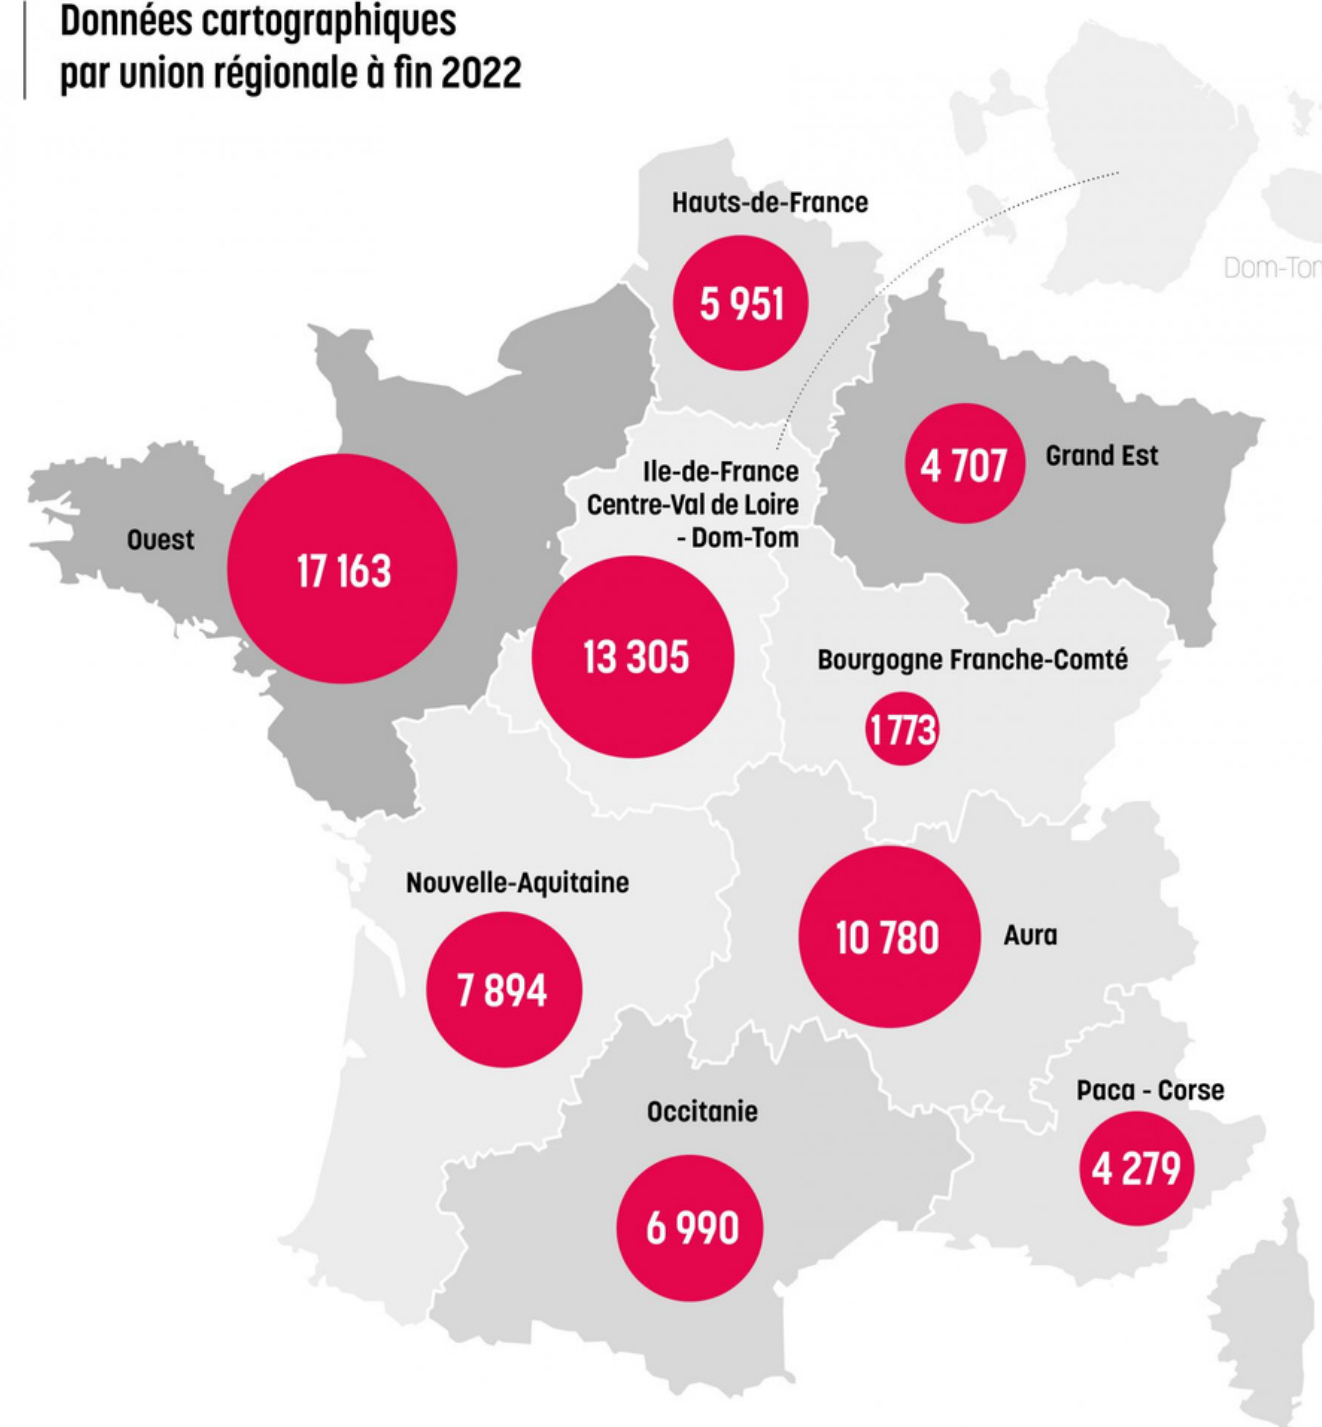 Données cartographiques
par union régionale à fin 2022
Hauts-de-France
5 951
Dom-Tom
4 707
Grand Est
Ile-de-France
Centre-Val de Loire
- Dom-Tom
Ouest
17 163
13 305
Bourgogne Franche-Comté
1 773
Nouvelle-Aquitaine
7 894
10 780
Aura
Paca - Corse
4 279
Occitanie
6 990